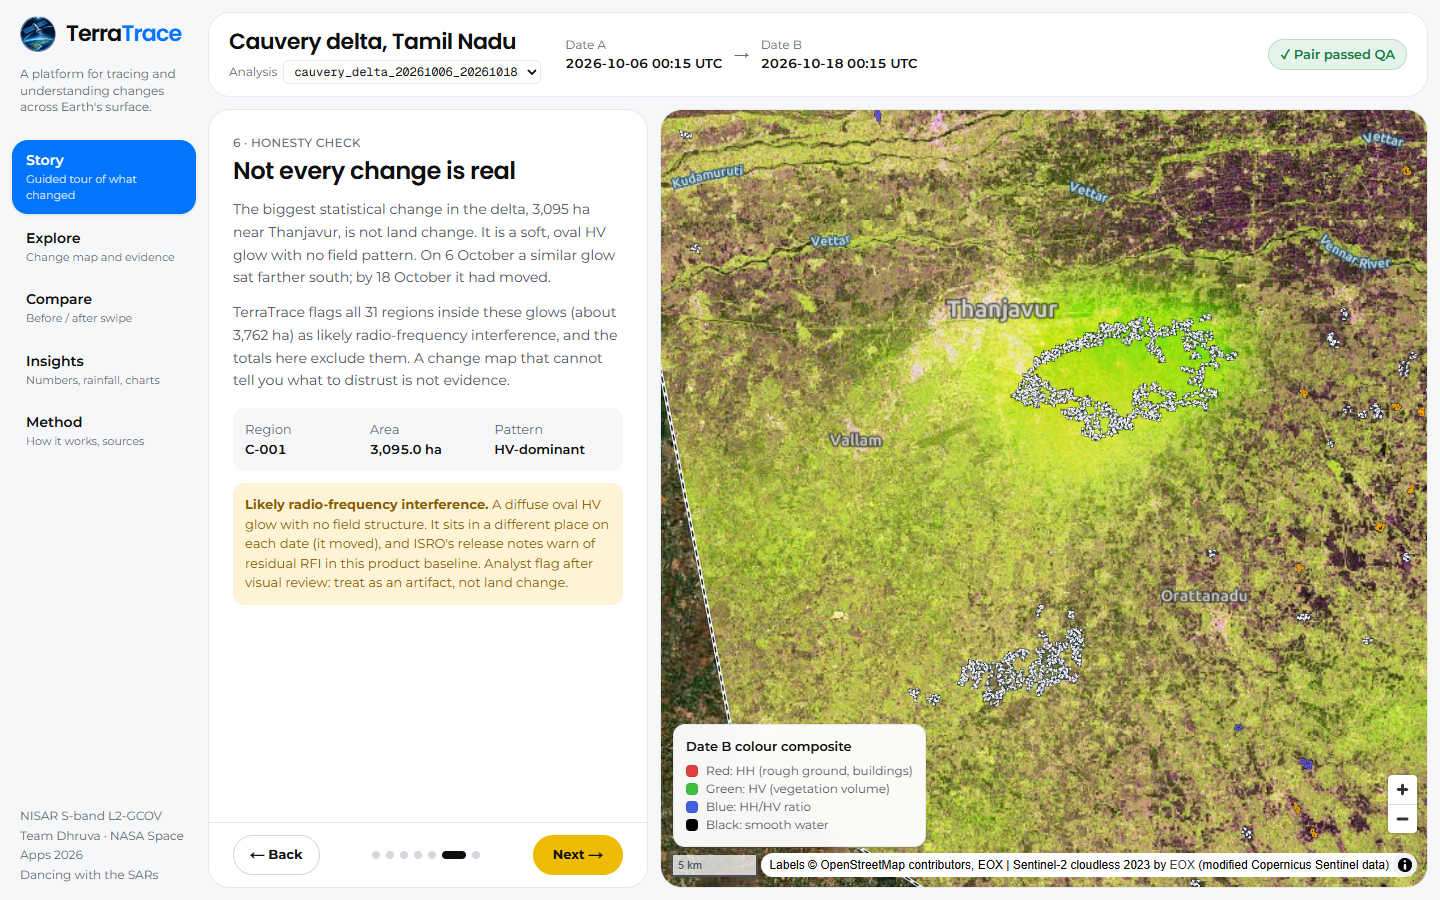 TerraTrace
A platform for tracing and
understanding changes
across Earth's surface.
Story
Guided tour of what
changed
Explore
Change map and evidence
Compare
Before / after swipe
Insights
Numbers, rainfall, charts
Method
How it works, sources
NISAR S-band L2-GCOV
Team Dhruva · NASA Space
Apps 2026
Dancing with the SARs
Cauvery delta, Tamil Nadu
Analysis
cauvery_delta_20261006_20261018
Date A
2026-10-06 00:15 UTC
→
Date B
2026-10-18 00:15 UTC
✓ Pair passed QA
6 · HONESTY CHECK
Not every change is real
The biggest statistical change in the delta, 3,095 ha
near Thanjavur, is not land change. It is a soft, oval HV
glow with no field pattern. On 6 October a similar glow
sat farther south; by 18 October it had moved.
TerraTrace flags all 31 regions inside these glows (about
3,762 ha) as likely radio-frequency interference, and the
totals here exclude them. A change map that cannot
tell you what to distrust is not evidence.
Region
C-001
Area
3,095.0 ha
Pattern
HV-dominant
Likely radio-frequency interference. A diffuse oval HV
glow with no field structure. It sits in a different place on
each date (it moved), and ISRO's release notes warn of
residual RFI in this product baseline. Analyst flag after
visual review: treat as an artifact, not land change.
← Back
Next →
Kudamuruti
Vettar
Vettar
Vettar
Vennar River
Thanjavur
Vallam
Orattanadu
Date B colour composite
Red: HH (rough ground, buildings)
Green: HV (vegetation volume)
Blue: HH/HV ratio
Black: smooth water
+
−
5 km
Labels © OpenStreetMap contributors, EOX | Sentinel-2 cloudless 2023 by EOX (modified Copernicus Sentinel data)